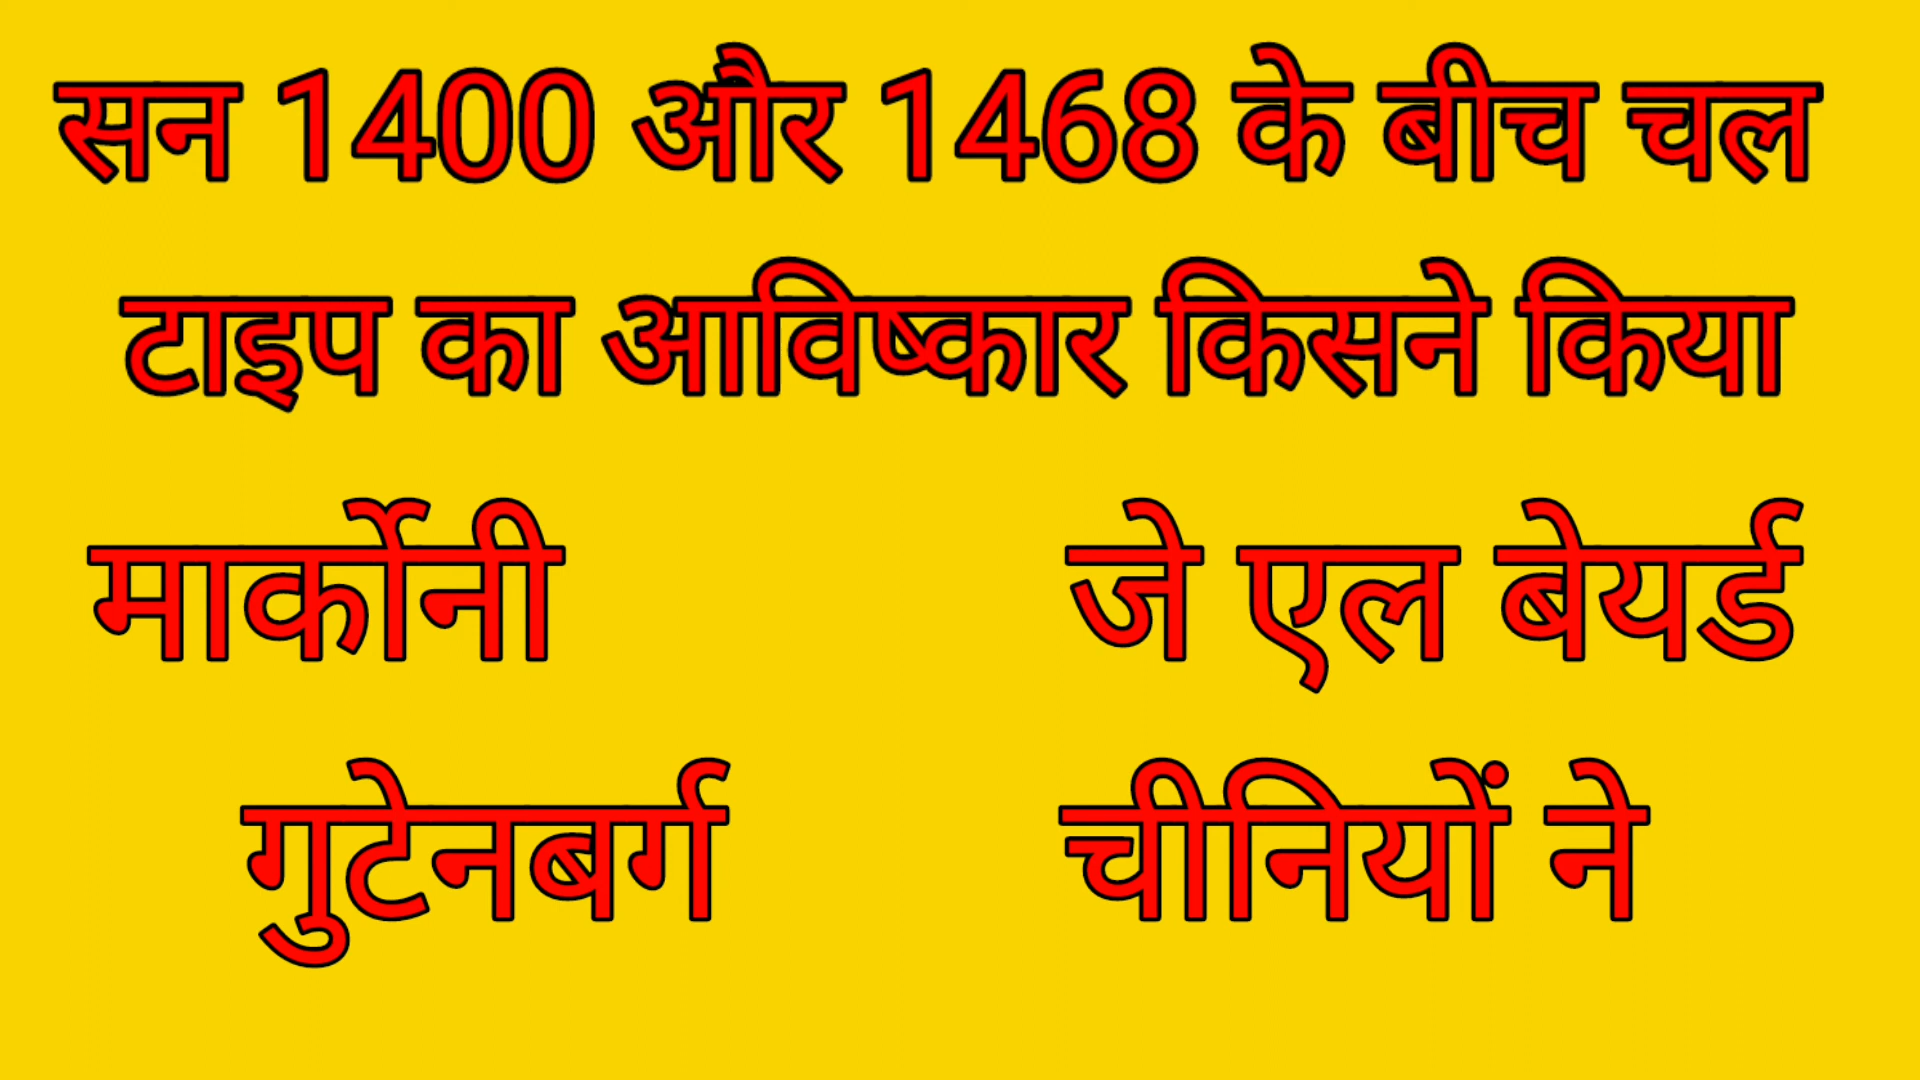 सन 1400 और 1468 के बीच चल
टाइप का आविष्कार किसने किया
मार्कोनी जे एल बेयर्ड
गुटेनबर्ग चीनियों ने